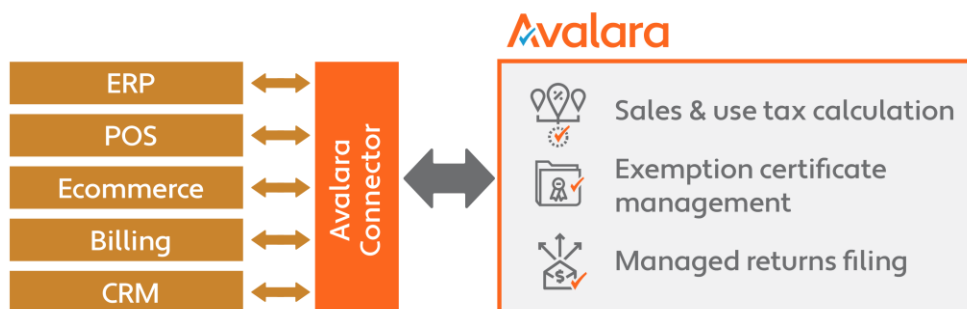 Avalara
ERP
POS
Ecommerce
Billing
CRM
Avalara
Connector
Sales & use tax calculation
Exemption certificate
management
Managed returns filing